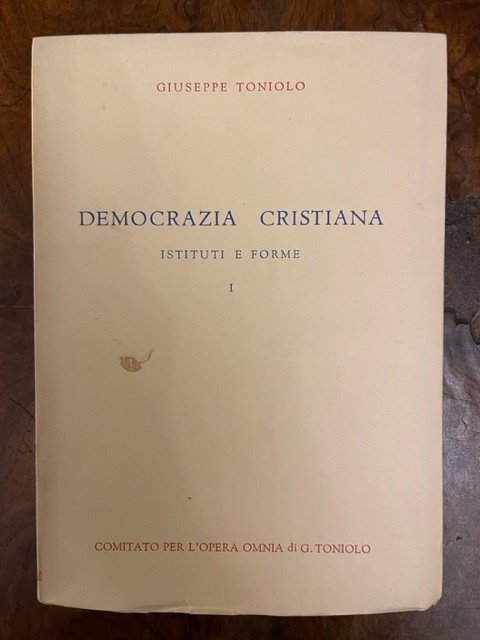 GIUSEPPE TONIOLO
DEMOCRAZIA CRISTIANA
ISTITUTI E FORME
I
COMITATO PER L'OPERA OMNIA di G. TONIOLO